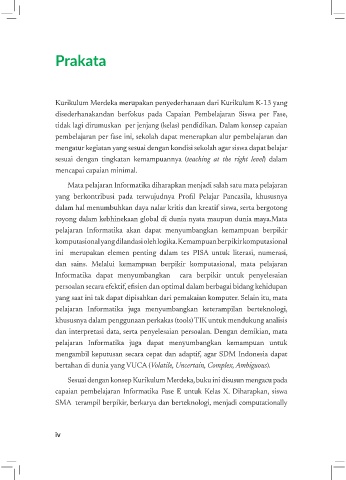 Prakata
Kurikulum Merdeka merupakan penyederhanaan dari Kurikulum K-13 yang
disederhanakandan berfokus pada Capaian Pembelajaran Siswa per Fase,
tidak lagi dirumuskan per jenjang (kelas) pendidikan. Dalam konsep capaian
pembelajaran per fase ini, sekolah dapat menerapkan alur pembelajaran dan
mengatur kegiatan yang sesuai dengan kondisi sekolah agar siswa dapat belajar
sesuai dengan tingkatan kemampuannya (teaching at the right level) dalam
mencapai capaian minimal.
Mata pelajaran Informatika diharapkan menjadi salah satu mata pelajaran
yang berkontribusi pada terwujudnya Profil Pelajar Pancasila, khususnya
dalam hal menumbuhkan daya nalar kritis dan kreatif siswa, serta bergotong
royong dalam kebhinekaan global di dunia nyata maupun dunia maya.Mata
pelajaran Informatika akan dapat menyumbangkan kemampuan berpikir
komputasional yang dilandasi oleh logika. Kemampuan berpikir komputasional
ini merupakan elemen penting dalam tes PISA untuk literasi, numerasi,
dan sains. Melalui kemampuan berpikir komputasional, mata pelajaran
Informatika dapat menyumbangkan cara berpikir untuk penyelesaian
persoalan secara efektif, efisien dan optimal dalam berbagai bidang kehidupan
yang saat ini tak dapat dipisahkan dari pemakaian komputer. Selain itu, mata
pelajaran Informatika juga menyumbangkan keterampilan berteknologi,
khususnya dalam penggunaan perkakas (tools) TIK untuk mendukung analisis
dan interpretasi data, serta penyelesaian persoalan. Dengan demikian, mata
pelajaran Informatika juga dapat menyumbangkan kemampuan untuk
mengambil keputusan secara cepat dan adaptif, agar SDM Indonesia dapat
bertahan di dunia yang VUCA (Volatile, Uncertain, Complex, Ambiguous).
Sesuai dengan konsep Kurikulum Merdeka, buku ini disusun mengacu pada
capaian pembelajaran Informatika Fase E untuk Kelas X. Diharapkan, siswa
SMA terampil berpikir, berkarya dan berteknologi, menjadi computationally
iv